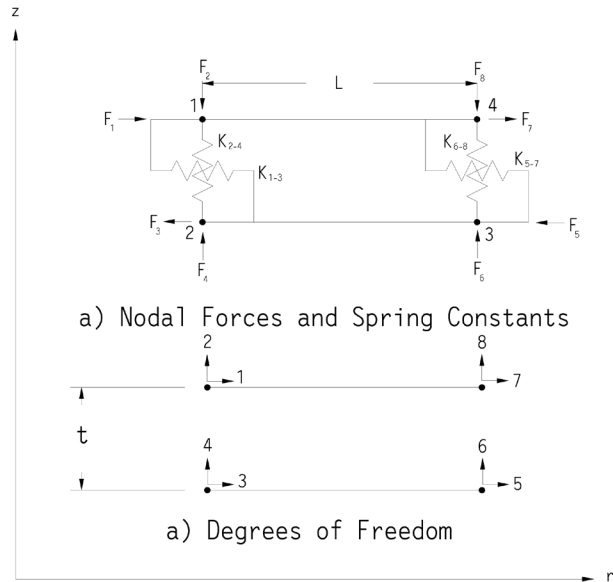 z
F2
F8
L
1
4
F1
F7
K2-4
K6-8
K1-3
K5-7
F3
2
3
F5
F4
F6
a) Nodal Forces and Spring Constants
2
8
1
7
t
4
6
3
5
a) Degrees of Freedom
r